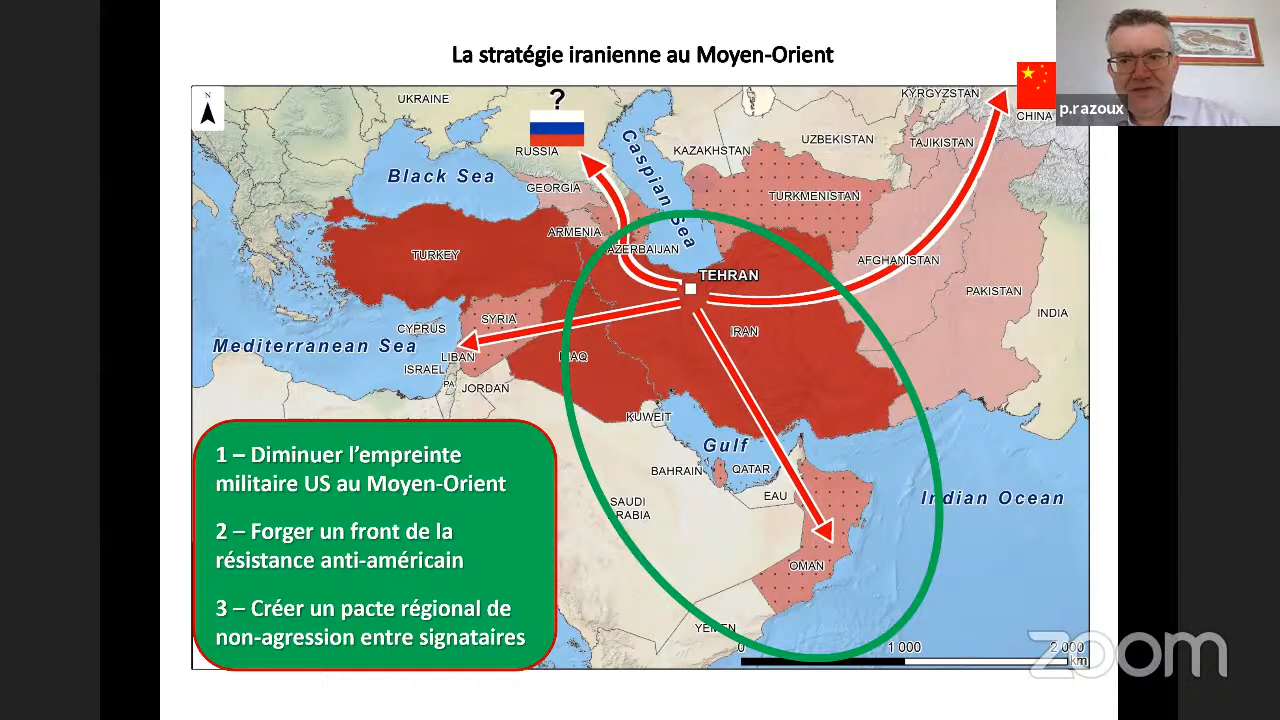 La stratégie iranienne au Moyen-Orient
p.razoux
N
?
UKRAINE
KYRGYZSTAN
CHINA
RUSSIA
KAZAKHSTAN
UZBEKISTAN
TAJIKISTAN
Caspian Sea
Black Sea
GEORGIA
TURKMENISTAN
ARMENIA
AZERBAIJAN
TURKEY
AFGHANISTAN
TEHRAN
PAKISTAN
INDIA
SYRIA
CYPRUS
IRAN
Mediterranean Sea
LIBAN
IRAQ
ISRAEL
PA
JORDAN
KUWEIT
Gulf
BAHRAIN
QATAR
EAU
Indian Ocean
SAUDI
ARABIA
OMAN
YEMEN
1 – Diminuer l’empreinte
militaire US au Moyen-Orient
2 – Forger un front de la
résistance anti-américain
3 – Créer un pacte régional de
non-agression entre signataires
0 1 000 2 000
km
zoom